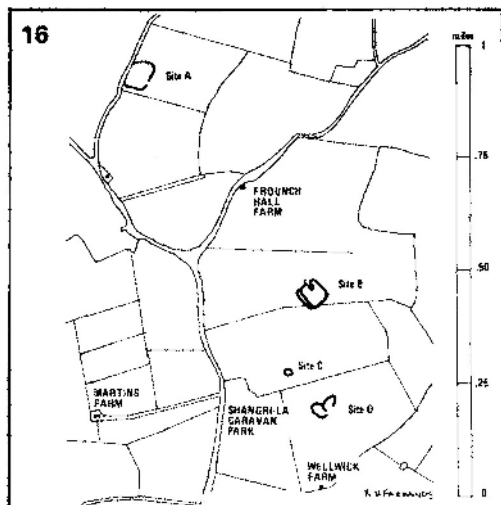 16
miles
1
Site A
.75
FROUNCH
HALL
FARM
.50
Site B
Site C
.25
MARTINS
FARM
SHANGRI-LA
CARAVAN
PARK
Site D
WELLWICK
FARM
0